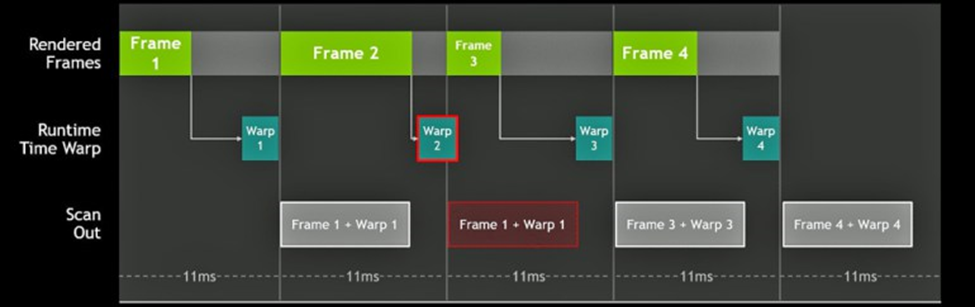 Rendered
Frames
Frame
1
Frame 2
Frame
3
Frame 4
Runtime
Time Warp
Warp
1
Warp
2
Warp
3
Warp
4
Scan
Out
Frame 1 + Warp 1
Frame 1 + Warp 1
Frame 3 + Warp 3
Frame 4 + Warp 4
11ms
11ms
11ms
11ms
11ms